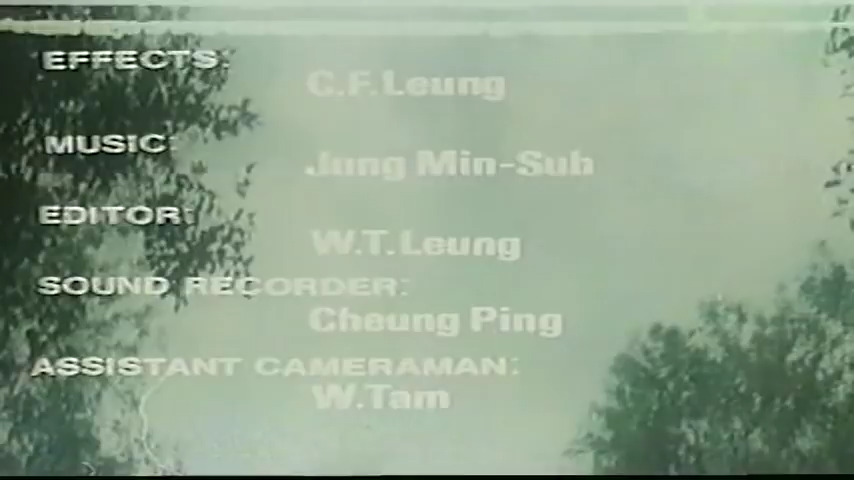 EFFECTS:
C.F.Leung
MUSIC:
Jung Min-Suh
EDITOR:
W.T.Leung
SOUND RECORDER:
Cheung Ping
ASSISTANT CAMERAMAN:
W.Tam